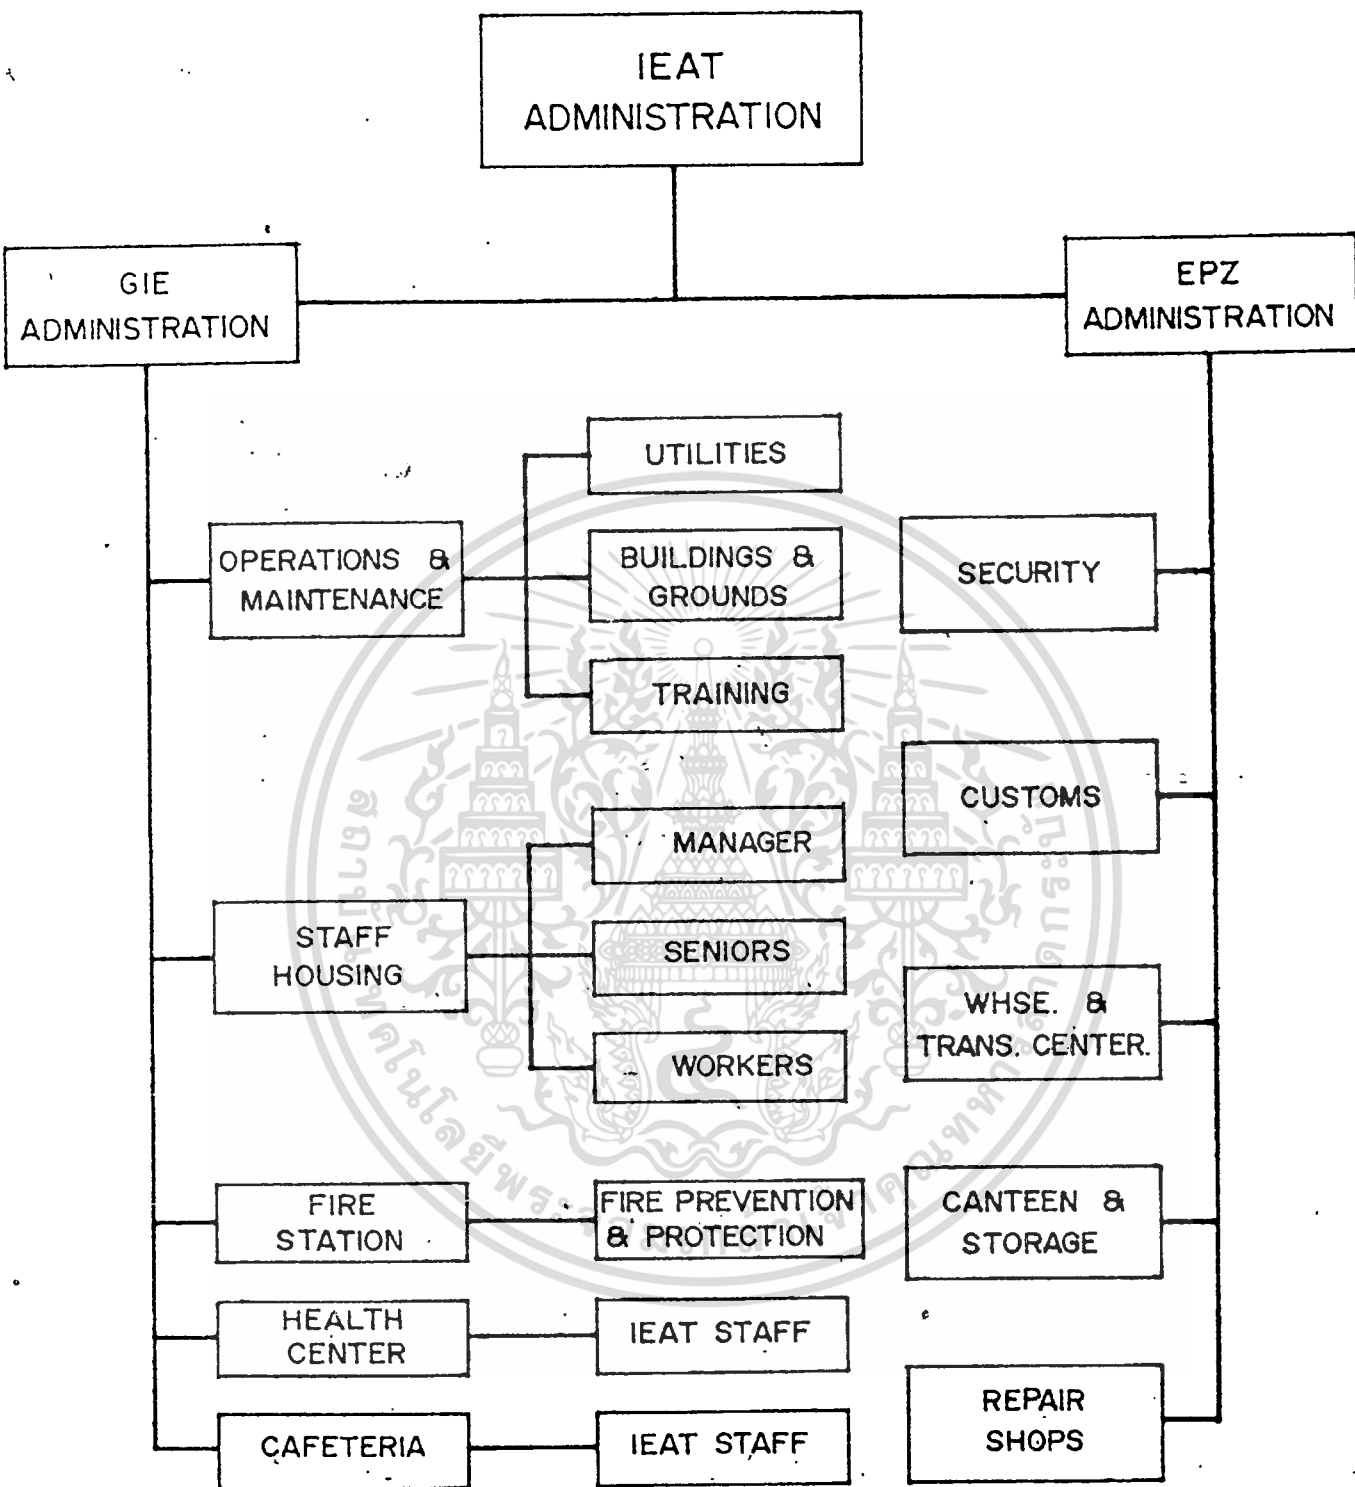 IEAT
ADMINISTRATION
GIE
ADMINISTRATION
EPZ
ADMINISTRATION
OPERATIONS &
MAINTENANCE
UTILITIES
BUILDINGS &
GROUNDS
TRAINING
STAFF
HOUSING
MANAGER
SENIORS
WORKERS
FIRE
STATION
FIRE PREVENTION
& PROTECTION
HEALTH
CENTER
IEAT STAFF
CAFETERIA
IEAT STAFF
SECURITY
CUSTOMS
WHSE. &
TRANS. CENTER.
CANTEEN &
STORAGE
REPAIR
SHOPS